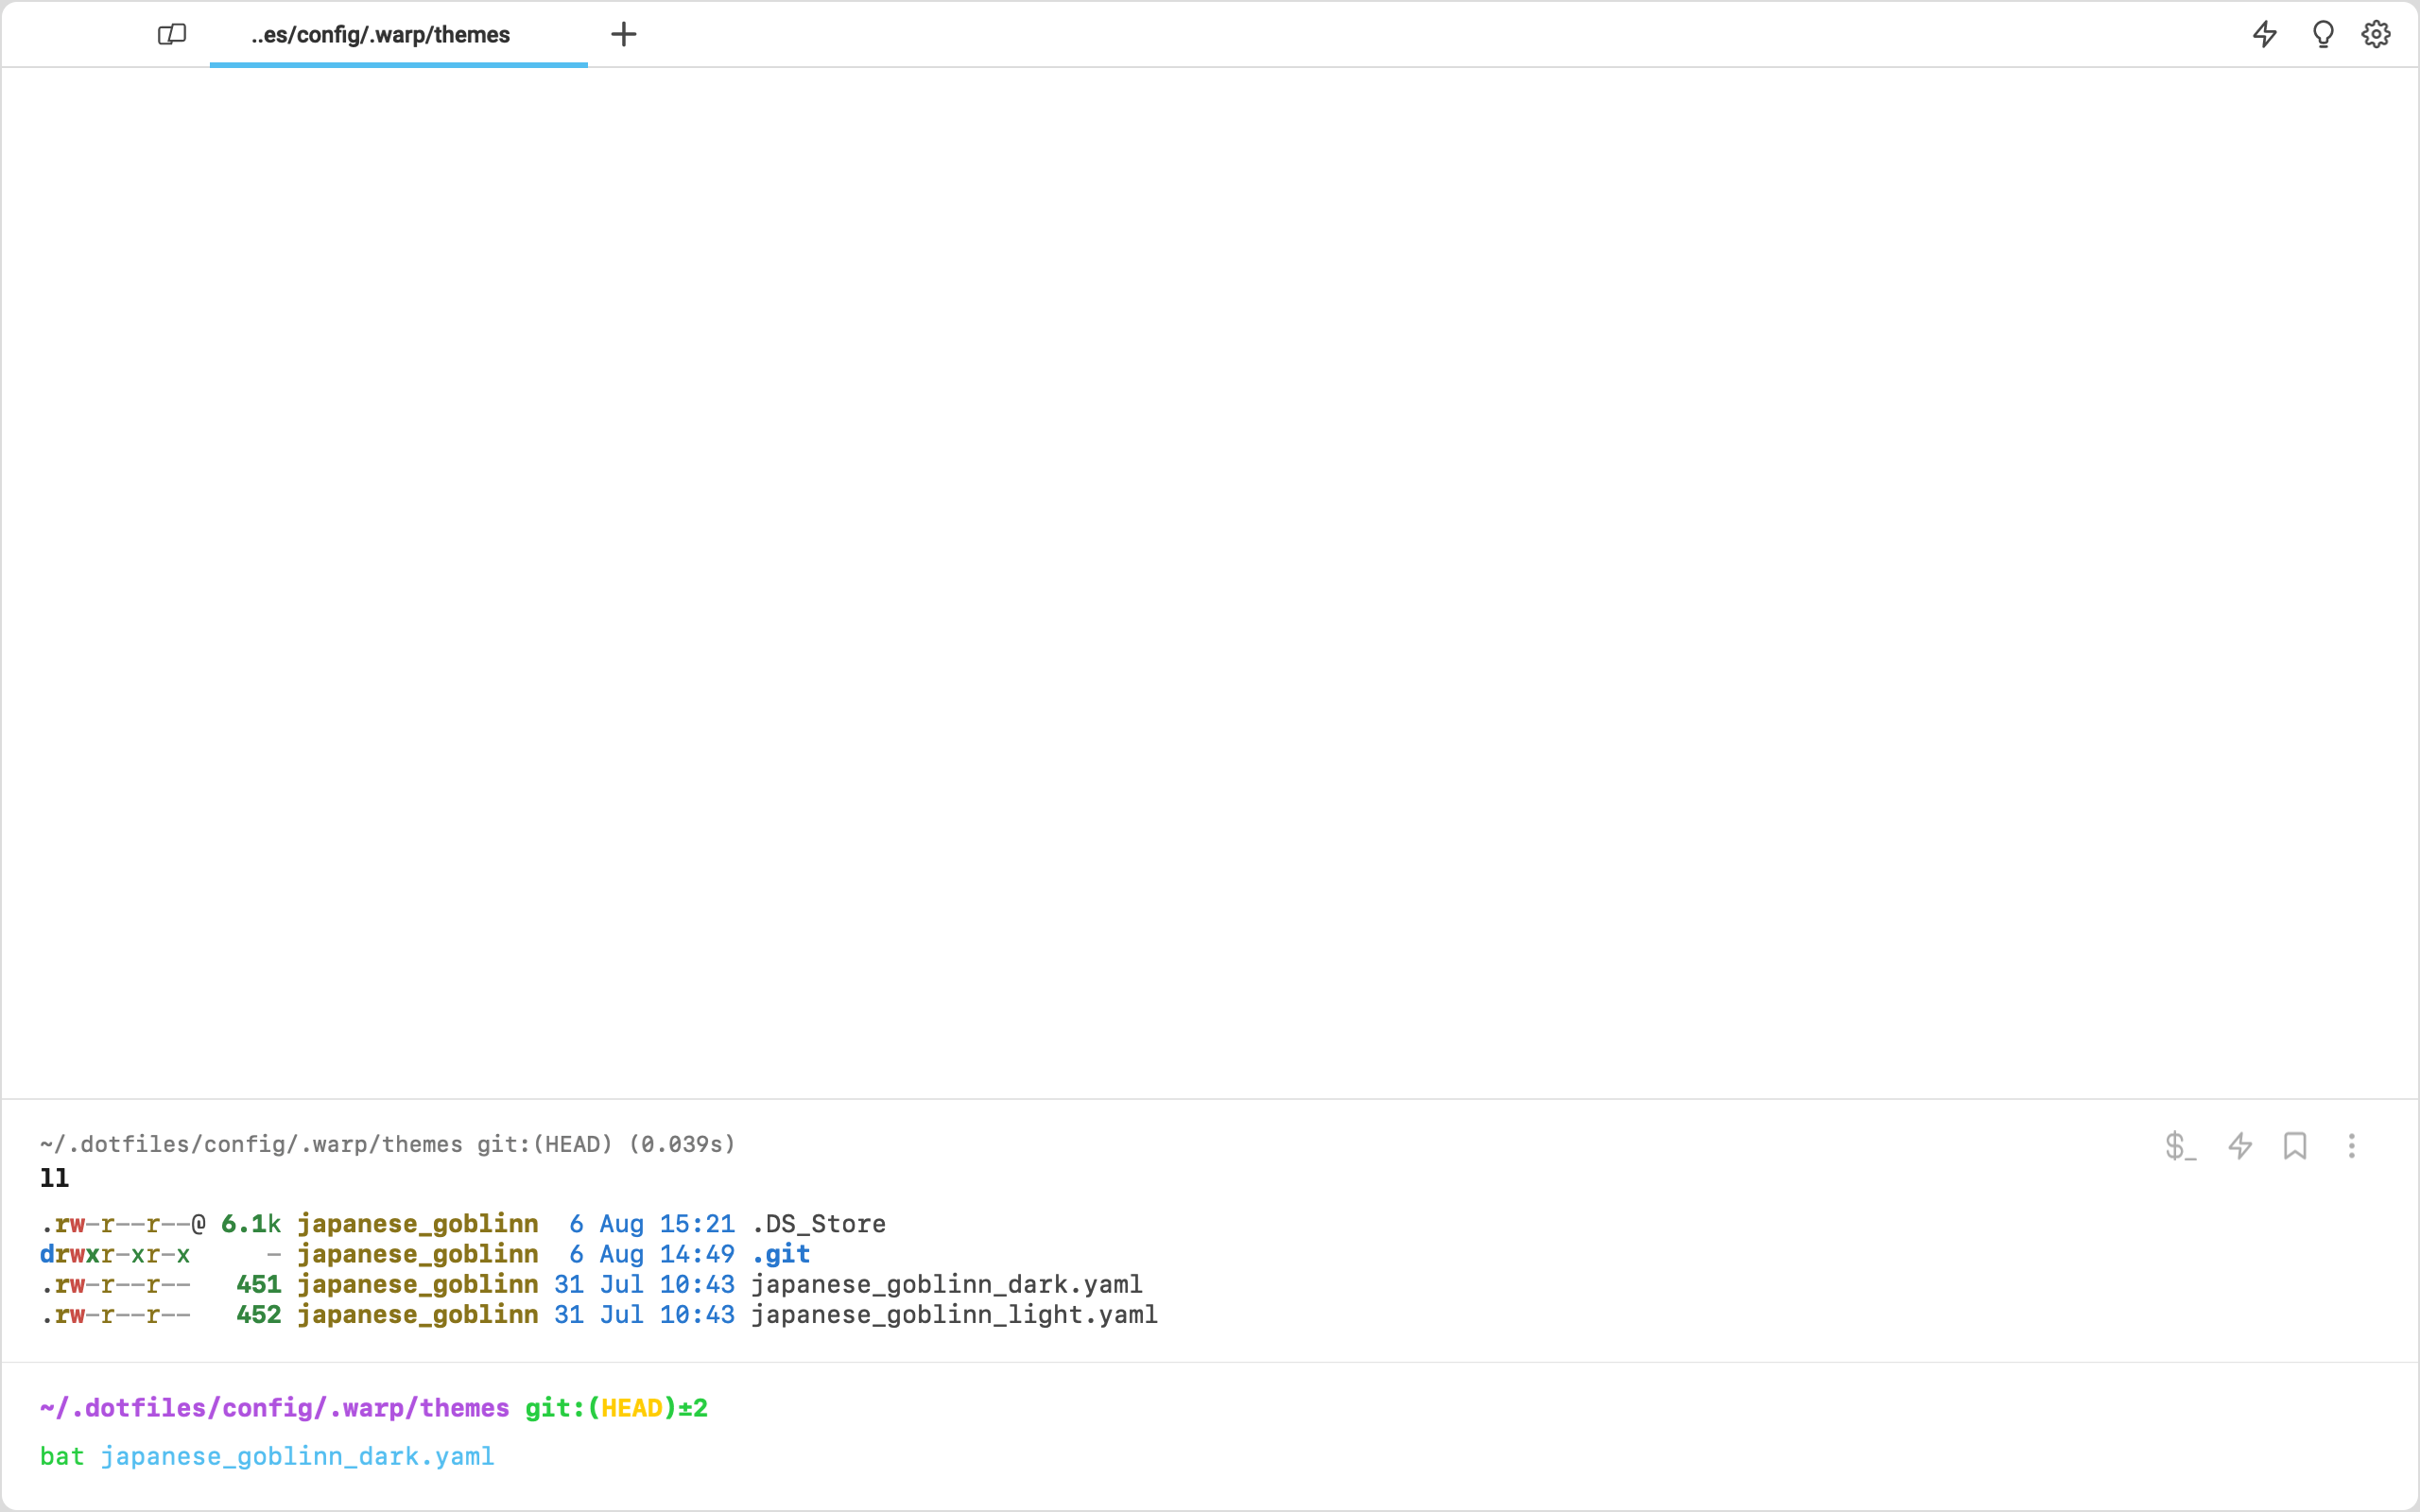 ..es/config/.warp/themes
~/.dotfiles/config/.warp/themes git:(HEAD) (0.039s)
ll
.rw-r--r--@ 6.1k japanese_goblinn  6 Aug 15:21 .DS_Store
drwxr-xr-x     - japanese_goblinn  6 Aug 14:49 .git
.rw-r--r--   451 japanese_goblinn 31 Jul 10:43 japanese_goblinn_dark.yaml
.rw-r--r--   452 japanese_goblinn 31 Jul 10:43 japanese_goblinn_light.yaml
~/.dotfiles/config/.warp/themes git:(HEAD)±2
bat japanese_goblinn_dark.yaml